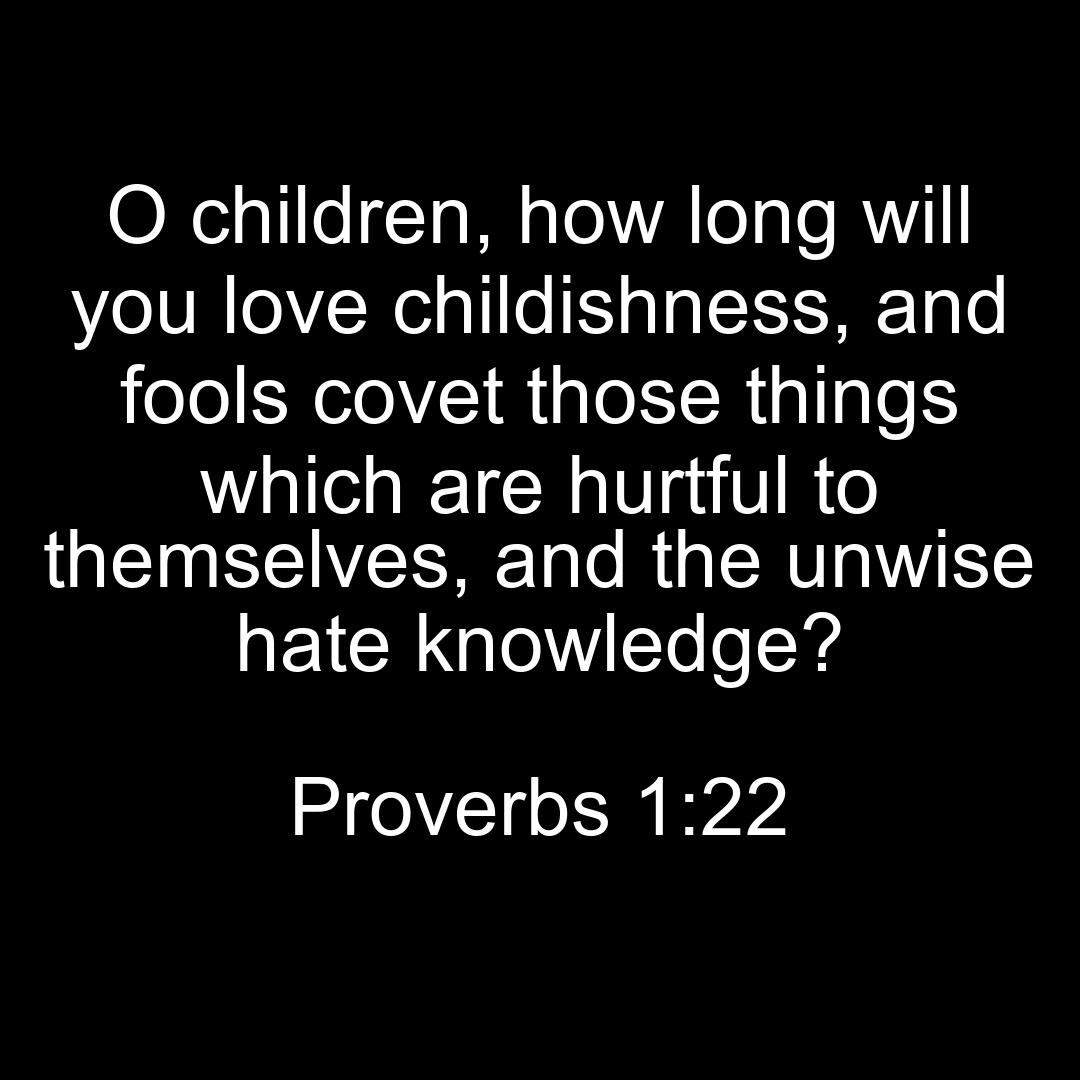 O children, how long will
you love childishness, and
fools covet those things
which are hurtful to
themselves, and the unwise
hate knowledge?
Proverbs 1:22